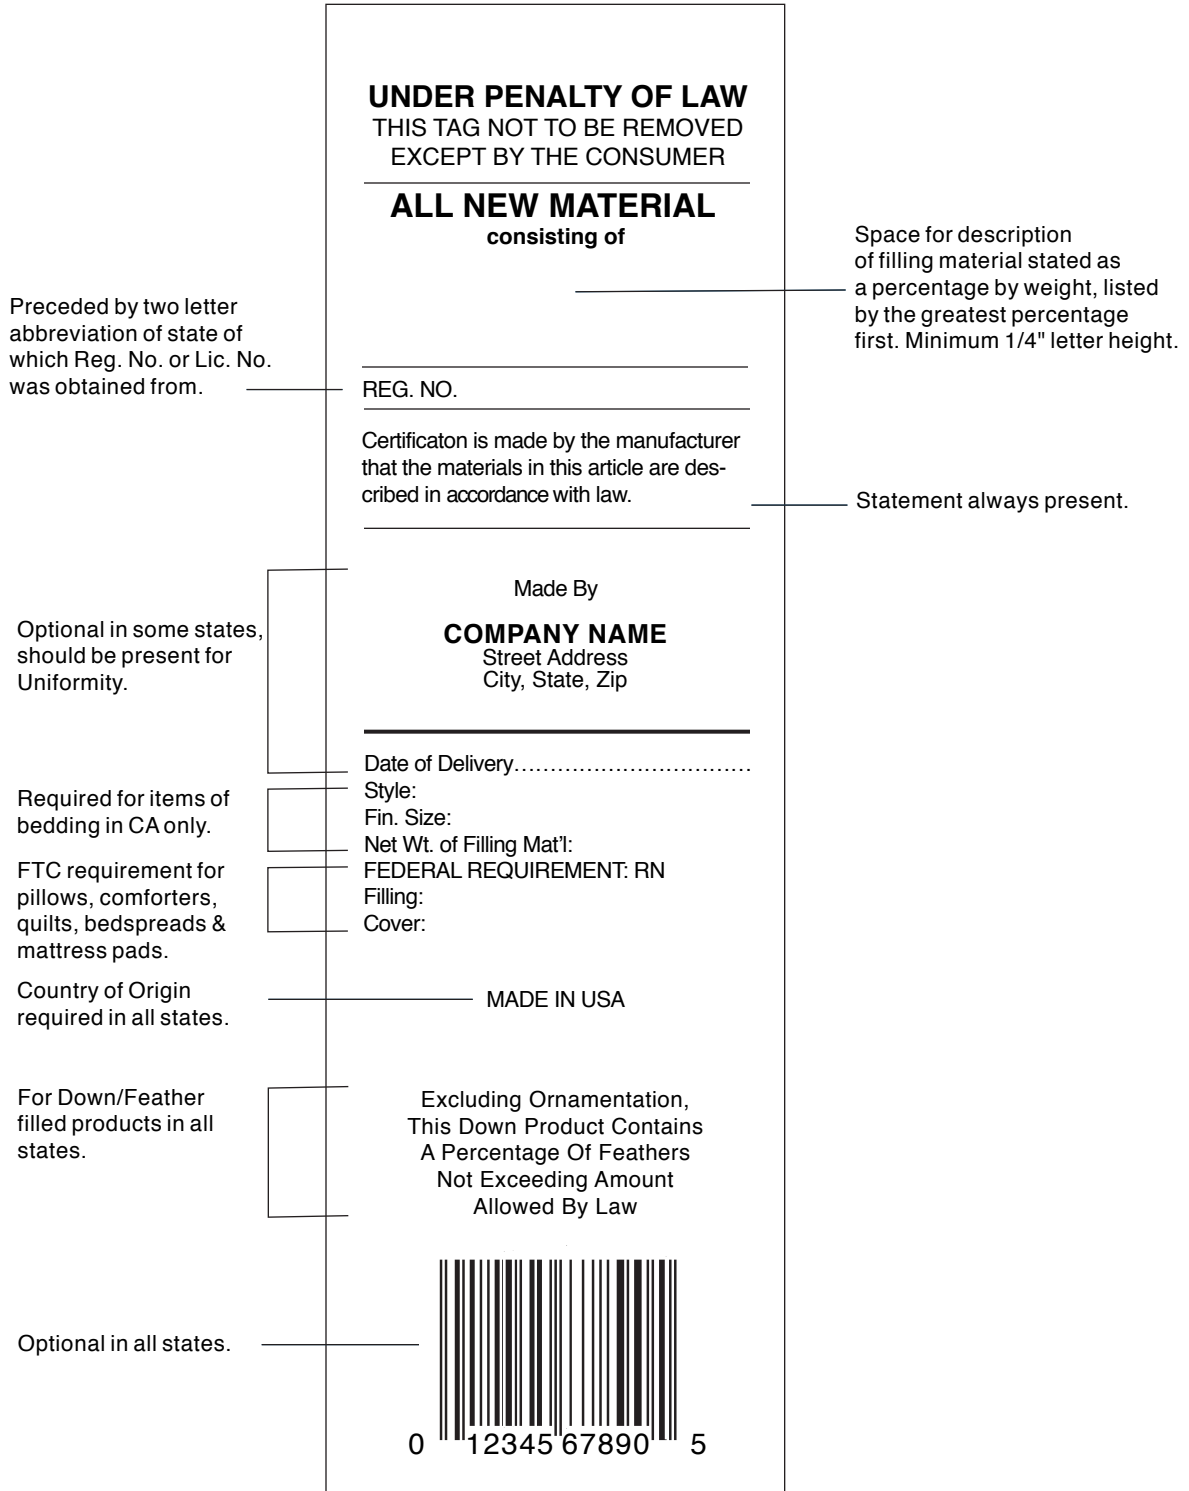 UNDER PENALTY OF LAW
THIS TAG NOT TO BE REMOVED
EXCEPT BY THE CONSUMER
ALL NEW MATERIAL
consisting of
Space for description
of filling material stated as
a percentage by weight, listed
by the greatest percentage
first. Minimum 1/4" letter height.
Preceded by two letter
abbreviation of state of
which Reg. No. or Lic. No.
was obtained from.
REG. NO.
Certificaton is made by the manufacturer
that the materials in this article are des-
cribed in accordance with law.
Statement always present.
Optional in some states,
should be present for
Uniformity.
Made By
COMPANY NAME
Street Address
City, State, Zip
Date of Delivery................................
Required for items of
bedding in CA only.
Style:
Fin. Size:
Net Wt. of Filling Mat'l:
FTC requirement for
pillows, comforters,
quilts, bedspreads &
mattress pads.
FEDERAL REQUIREMENT: RN
Filling:
Cover:
Country of Origin
required in all states.
MADE IN USA
For Down/Feather
filled products in all
states.
Excluding Ornamentation,
This Down Product Contains
A Percentage Of Feathers
Not Exceeding Amount
Allowed By Law
Optional in all states.
0 12345 67890 5